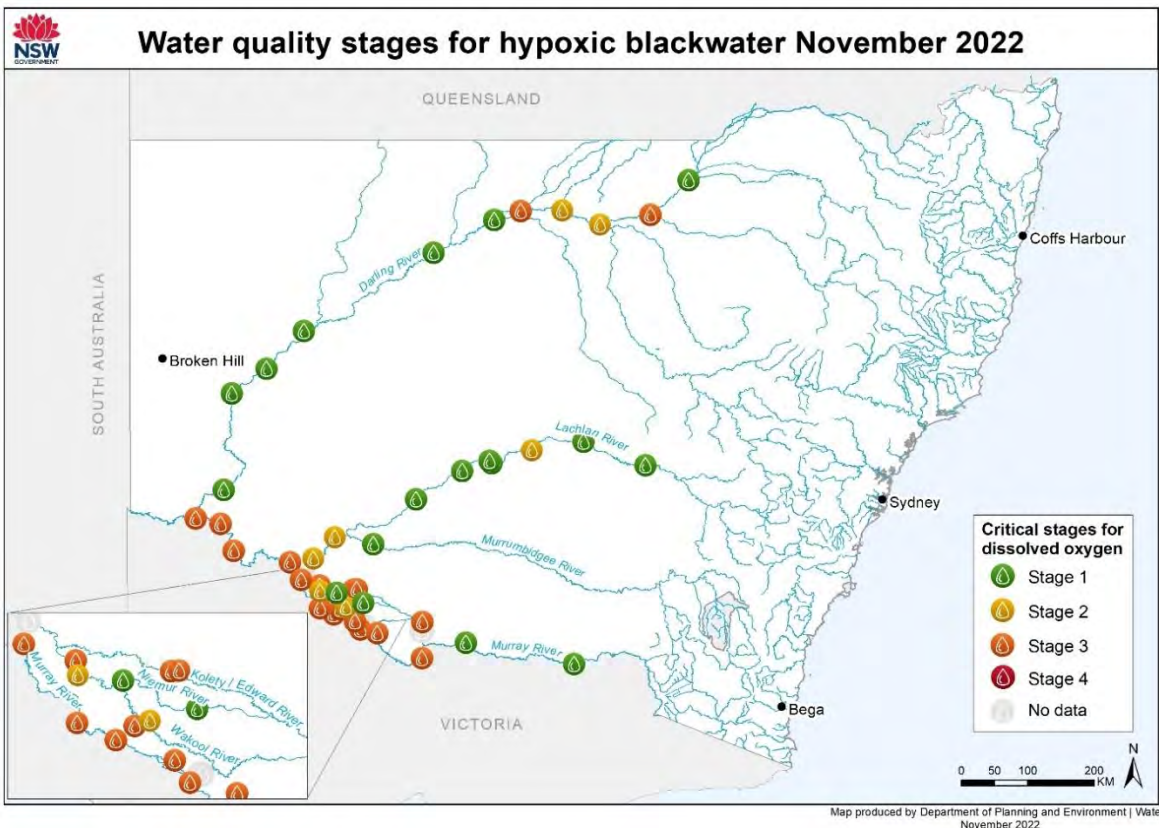 NSW
GOVERNMENT
Water quality stages for hypoxic blackwater November 2022
QUEENSLAND
SOUTH AUSTRALIA
VICTORIA
Coffs Harbour
Darling River
Broken Hill
Lachlan River
Sydney
Murrumbidgee River
Murray River
Bega
Murray River
Kolety / Edward River
Niemur River
Wakool River
Critical stages for
dissolved oxygen
Stage 1
Stage 2
Stage 3
Stage 4
No data
N
0 50 100 200
KM
Map produced by Department of Planning and Environment | Wate
November 2022